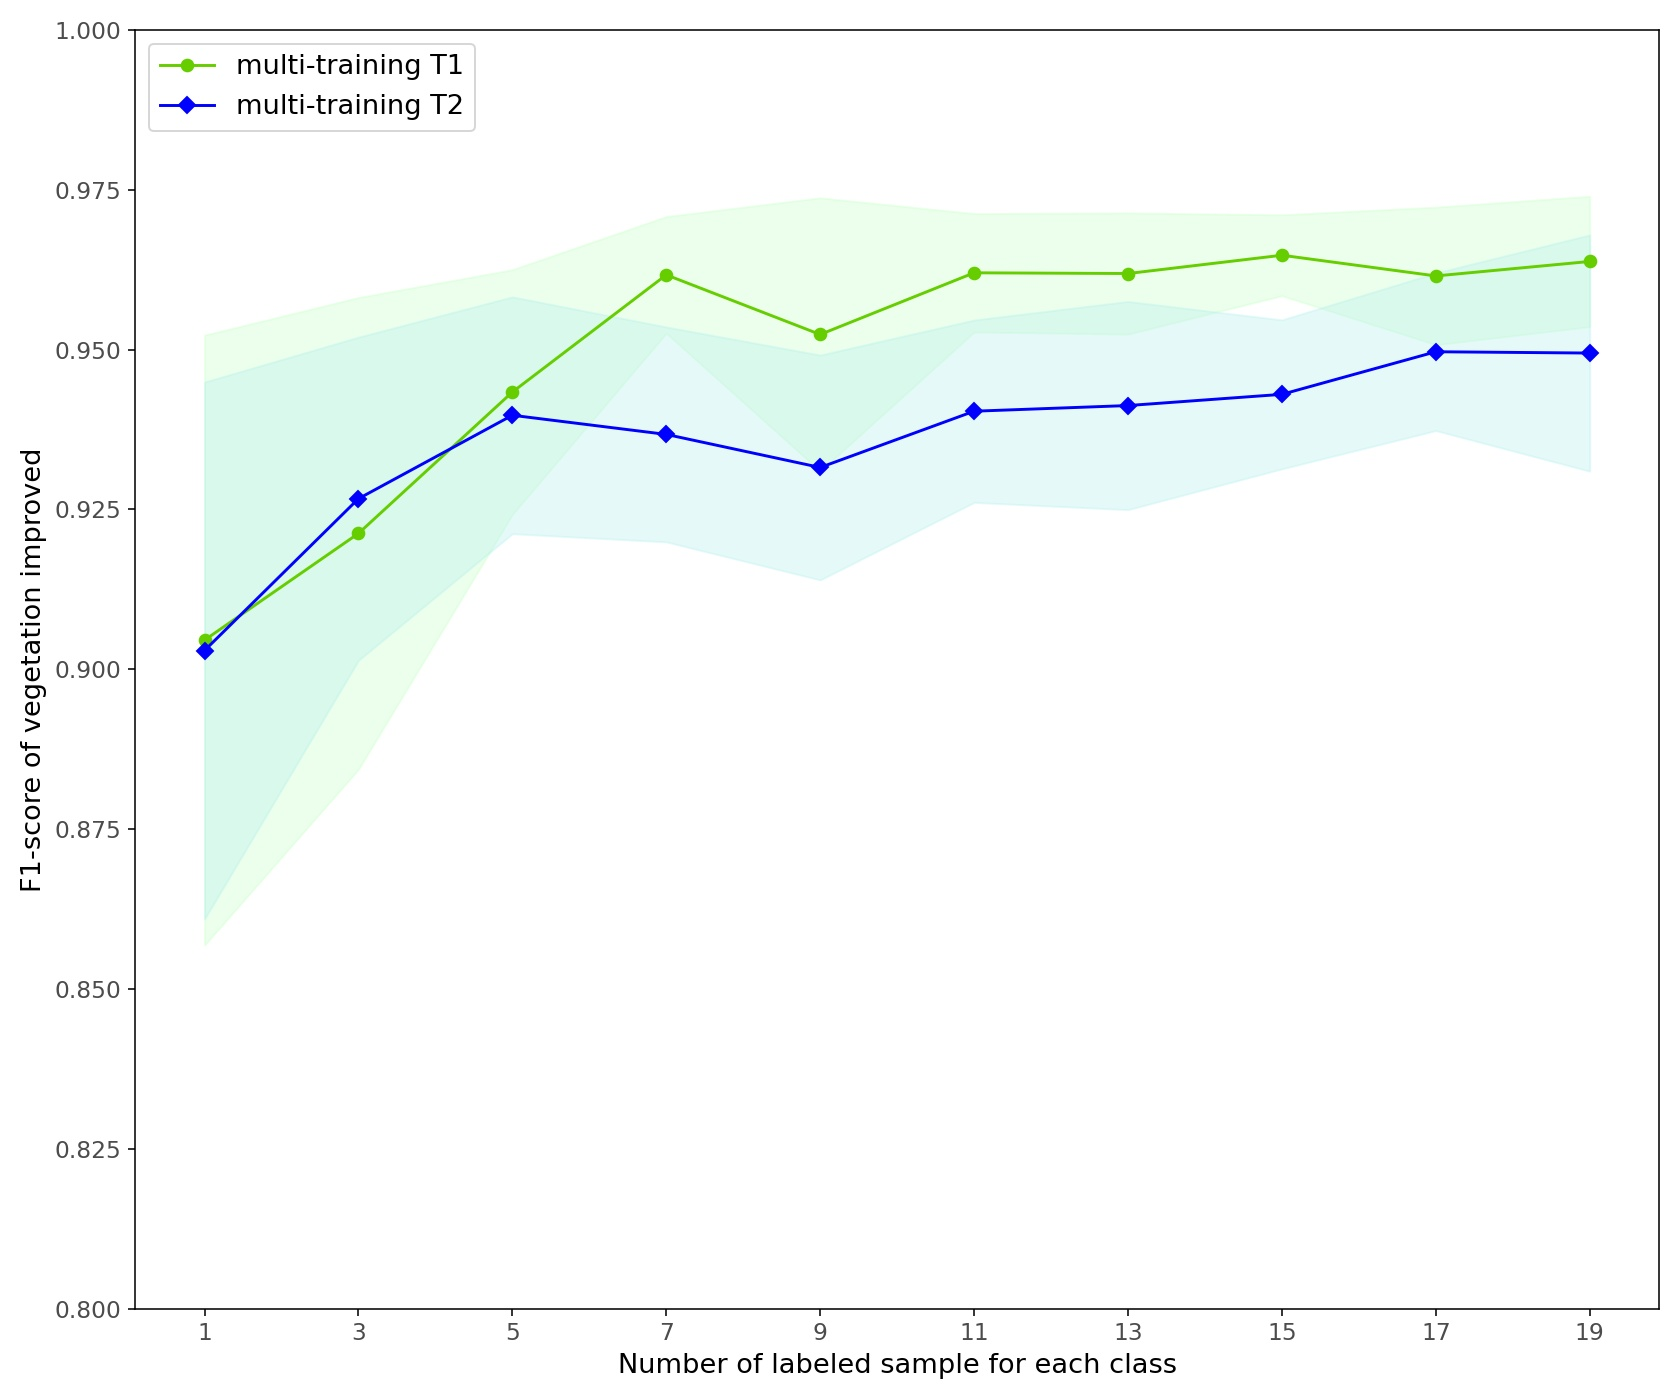 1.000
0.975
0.950
0.925
0.900
0.875
0.850
0.825
0.800
F1-score of vegetation improved
multi-training T1
multi-training T2
1 3 5 7 9 11 13 15 17 19
Number of labeled sample for each class